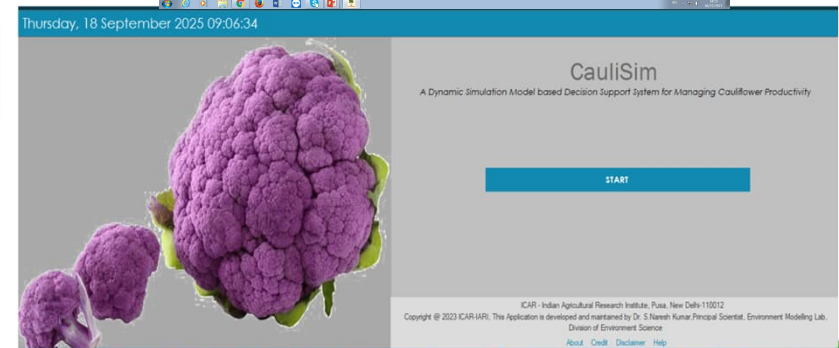 Thursday, 18 September 2025 09:06:34
CauliSim
A Dynamic Simulation Model based Decision Support System for Managing Cauliflower Productivity
START
ICAR - Indian Agricultural Research Institute, Pusa, New Delhi-110012
Copyright @ 2023 ICAR-IARI, This Application is developed and maintained by Dr. S.Naresh Kumar,Principal Scientist, Environment Modelling Lab,
Division of Environment Science
About Credit Disclaimer Help